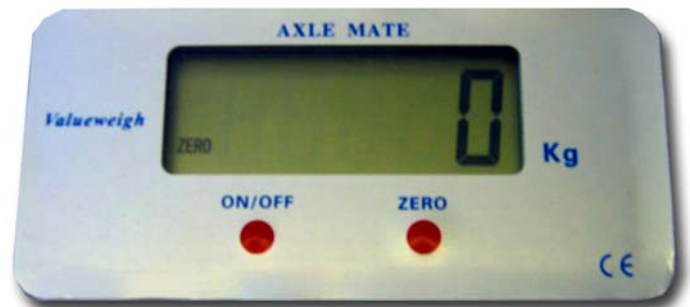 AXLE MATE
Valueweigh
ZERO
0
Kg
ON/OFF
ZERO
CE